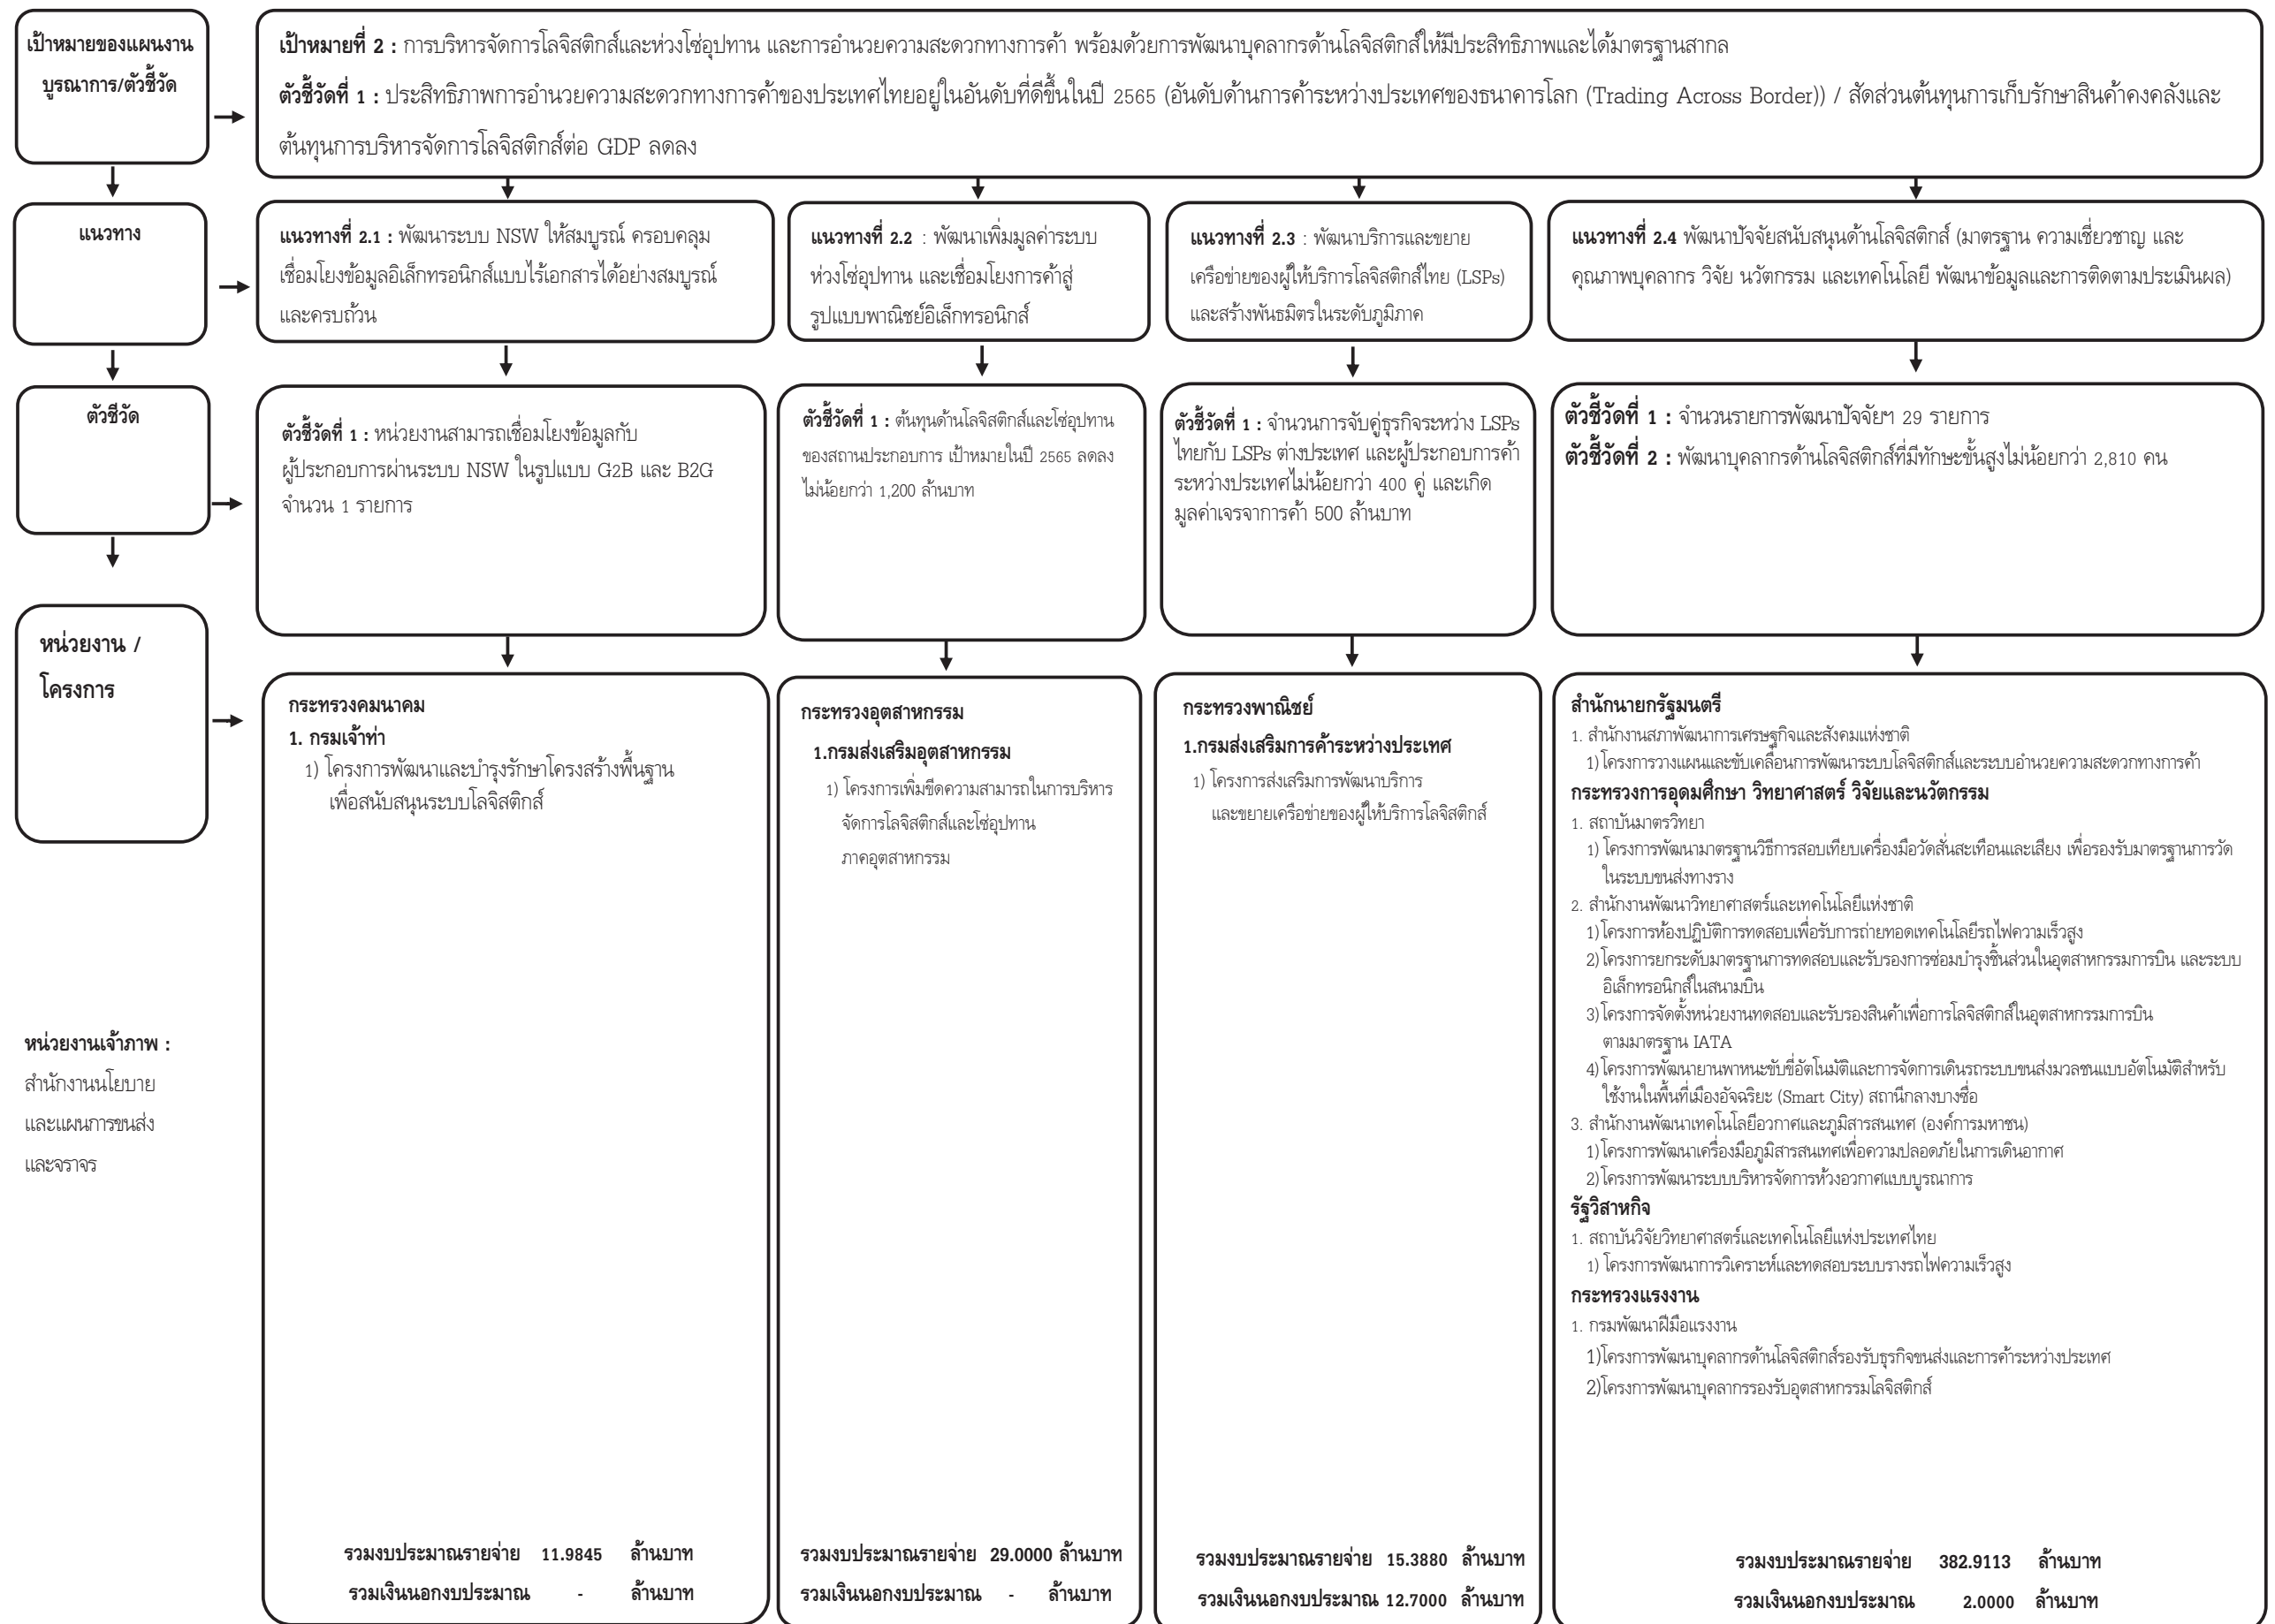 เป้าหมายของแผนงาน
บูรณาการ/ตัวชี้วัด
เป้าหมายที่ 2 : การบริหารจัดการโลจิสติกส์และห่วงโซ่อุปทาน และการอำนวยความสะดวกทางการค้า พร้อมด้วยการพัฒนาบุคลากรด้านโลจิสติกส์ให้มีประสิทธิภาพและได้มาตรฐานสากล
ตัวชี้วัดที่ 1 : ประสิทธิภาพการอำนวยความสะดวกทางการค้าของประเทศไทยอยู่ในอันดับที่ดีขึ้นในปี 2565 (อันดับด้านการค้าระหว่างประเทศของธนาคารโลก (Trading Across Border)) / สัดส่วนต้นทุนการเก็บรักษาสินค้าคงคลังและ
ต้นทุนการบริหารจัดการโลจิสติกส์ต่อ GDP ลดลง
แนวทาง
แนวทางที่ 2.1 : พัฒนาระบบ NSW ให้สมบูรณ์ ครอบคลุม
เชื่อมโยงข้อมูลอิเล็กทรอนิกส์แบบไร้เอกสารได้อย่างสมบูรณ์
และครบถ้วน
แนวทางที่ 2.2 : พัฒนาเพิ่มมูลค่าระบบ
ห่วงโซ่อุปทาน และเชื่อมโยงการค้าสู่
รูปแบบพาณิชย์อิเล็กทรอนิกส์
แนวทางที่ 2.3 : พัฒนาบริการและขยาย
เครือข่ายของผู้ให้บริการโลจิสติกส์ไทย (LSPs)
และสร้างพันธมิตรในระดับภูมิภาค
แนวทางที่ 2.4 พัฒนาปัจจัยสนับสนุนด้านโลจิสติกส์ (มาตรฐาน ความเชี่ยวชาญ และ
คุณภาพบุคลากร วิจัย นวัตกรรม และเทคโนโลยี พัฒนาข้อมูลและการติดตามประเมินผล)
ตัวชีวัด
ตัวชี้วัดที่ 1 : หน่วยงานสามารถเชื่อมโยงข้อมูลกับ
ผู้ประกอบการผ่านระบบ NSW ในรูปแบบ G2B และ B2G
จำนวน 1 รายการ
ตัวชี้วัดที่ 1 : ต้นทุนด้านโลจิสติกส์และโซ่อุปทาน
ของสถานประกอบการ เป้าหมายในปี 2565 ลดลง
ไม่น้อยกว่า 1,200 ล้านบาท
ตัวชี้วัดที่ 1 : จำนวนการจับคู่ธุรกิจระหว่าง LSPs
ไทยกับ LSPs ต่างประเทศ และผู้ประกอบการค้า
ระหว่างประเทศไม่น้อยกว่า 400 คู่ และเกิด
มูลค่าเจรจาการค้า 500 ล้านบาท
ตัวชี้วัดที่ 1 : จำนวนรายการพัฒนาปัจจัยฯ 29 รายการ
ตัวชี้วัดที่ 2 : พัฒนาบุคลากรด้านโลจิสติกส์ที่มีทักษะขั้นสูงไม่น้อยกว่า 2,810 คน
หน่วยงาน /
โครงการ
กระทรวงคมนาคม
1. กรมเจ้าท่า
1) โครงการพัฒนาและบำรุงรักษาโครงสร้างพื้นฐาน
เพื่อสนับสนุนระบบโลจิสติกส์
รวมงบประมาณรายจ่าย 11.9845 ล้านบาท
รวมเงินนอกงบประมาณ - ล้านบาท
กระทรวงอุตสาหกรรม
1.กรมส่งเสริมอุตสาหกรรม
1) โครงการเพิ่มขีดความสามารถในการบริหาร
จัดการโลจิสติกส์และโซ่อุปทาน
ภาคอุตสาหกรรม
รวมงบประมาณรายจ่าย 29.0000 ล้านบาท
รวมเงินนอกงบประมาณ - ล้านบาท
กระทรวงพาณิชย์
1.กรมส่งเสริมการค้าระหว่างประเทศ
1) โครงการส่งเสริมการพัฒนาบริการ
และขยายเครือข่ายของผู้ให้บริการโลจิสติกส์
รวมงบประมาณรายจ่าย 15.3880 ล้านบาท
รวมเงินนอกงบประมาณ 12.7000 ล้านบาท
สำนักนายกรัฐมนตรี
1. สำนักงานสภาพัฒนาการเศรษฐกิจและสังคมแห่งชาติ
1)โครงการวางแผนและขับเคลื่อนการพัฒนาระบบโลจิสติกส์และระบบอำนวยความสะดวกทางการค้า
กระทรวงการอุดมศึกษา วิทยาศาสตร์ วิจัยและนวัตกรรม
1. สถาบันมาตรวิทยา
1) โครงการพัฒนามาตรฐานวิธีการสอบเทียบเครื่องมือวัดสั่นสะเทือนและเสียง เพื่อรองรับมาตรฐานการวัด
ในระบบขนส่งทางราง
2. สำนักงานพัฒนาวิทยาศาสตร์และเทคโนโลยีแห่งชาติ
1)โครงการห้องปฏิบัติการทดสอบเพื่อรับการถ่ายทอดเทคโนโลยีรถไฟความเร็วสูง
2)โครงการยกระดับมาตรฐานการทดสอบและรับรองการซ่อมบำรุงชิ้นส่วนในอุตสาหกรรมการบิน และระบบ
อิเล็กทรอนิกส์ในสนามบิน
3)โครงการจัดตั้งหน่วยงานทดสอบและรับรองสินค้าเพื่อการโลจิสติกส์ในอุตสาหกรรมการบิน
ตามมาตรฐาน IATA
4)โครงการพัฒนายานพาหนะขับขี่อัตโนมัติและการจัดการเดินรถระบบขนส่งมวลชนแบบอัตโนมัติสำหรับ
ใช้งานในพื้นที่เมืองอัจฉริยะ (Smart City) สถานีกลางบางซื่อ
3. สำนักงานพัฒนาเทคโนโลยีอวกาศและภูมิสารสนเทศ (องค์การมหาชน)
1)โครงการพัฒนาเครื่องมือภูมิสารสนเทศเพื่อความปลอดภัยในการเดินอากาศ
2)โครงการพัฒนาระบบบริหารจัดการห้วงอวกาศแบบบูรณาการ
รัฐวิสาหกิจ
1. สถาบันวิจัยวิทยาศาสตร์และเทคโนโลยีแห่งประเทศไทย
1) โครงการพัฒนาการวิเคราะห์และทดสอบระบบรางรถไฟความเร็วสูง
กระทรวงแรงงาน
1. กรมพัฒนาฝีมือแรงงาน
1)โครงการพัฒนาบุคลากรด้านโลจิสติกส์รองรับธุรกิจขนส่งและการค้าระหว่างประเทศ
2)โครงการพัฒนาบุคลากรรองรับอุตสาหกรรมโลจิสติกส์
รวมงบประมาณรายจ่าย 382.9113 ล้านบาท
รวมเงินนอกงบประมาณ 2.0000 ล้านบาท
หน่วยงานเจ้าภาพ :
สำนักงานนโยบาย
และแผนการขนส่ง
และจราจร